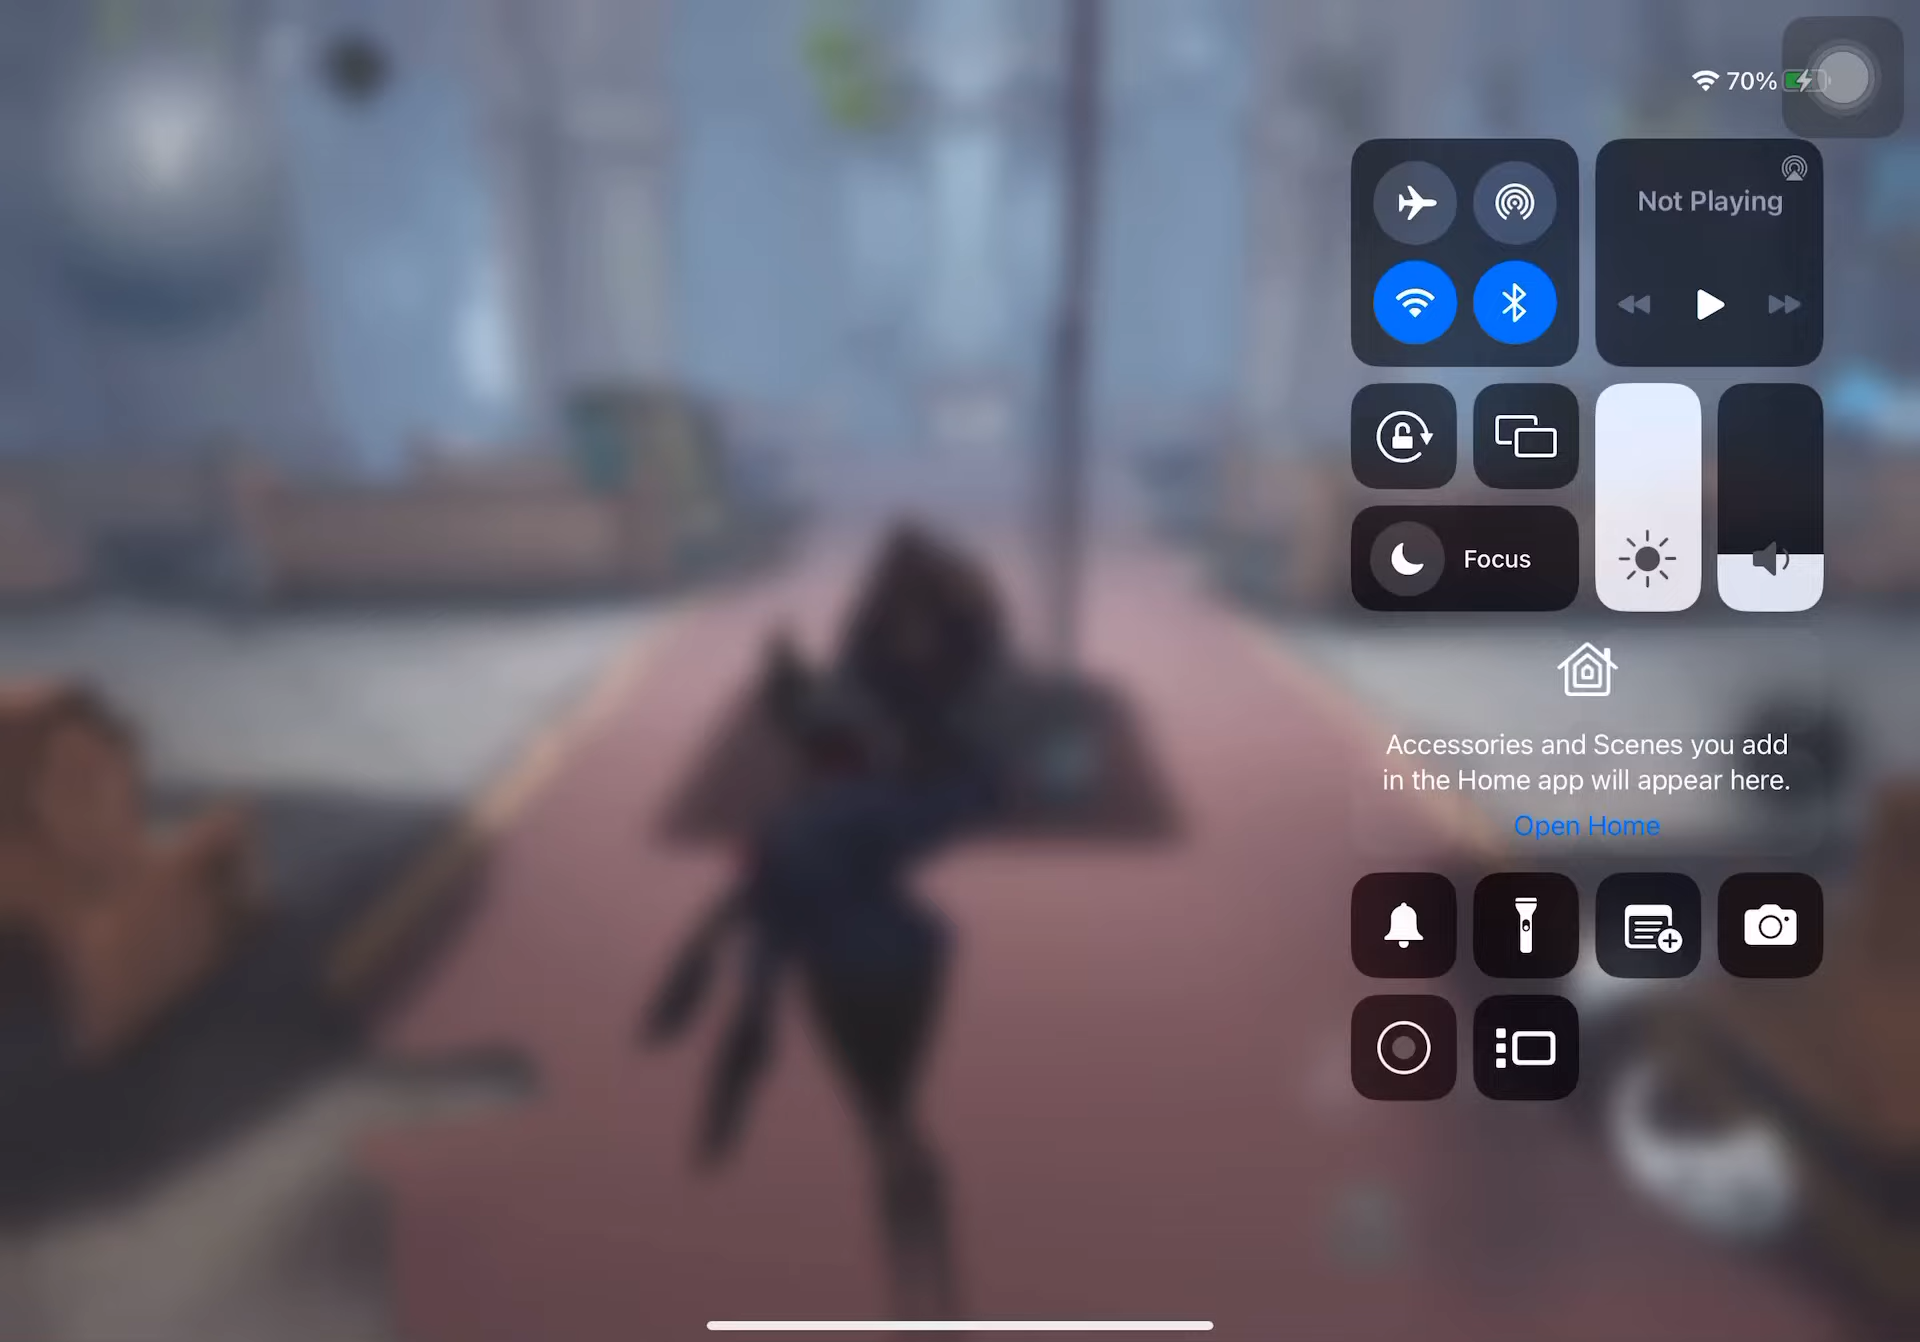 70%
Not Playing
Focus
Accessories and Scenes you add
in the Home app will appear here.
Open Home